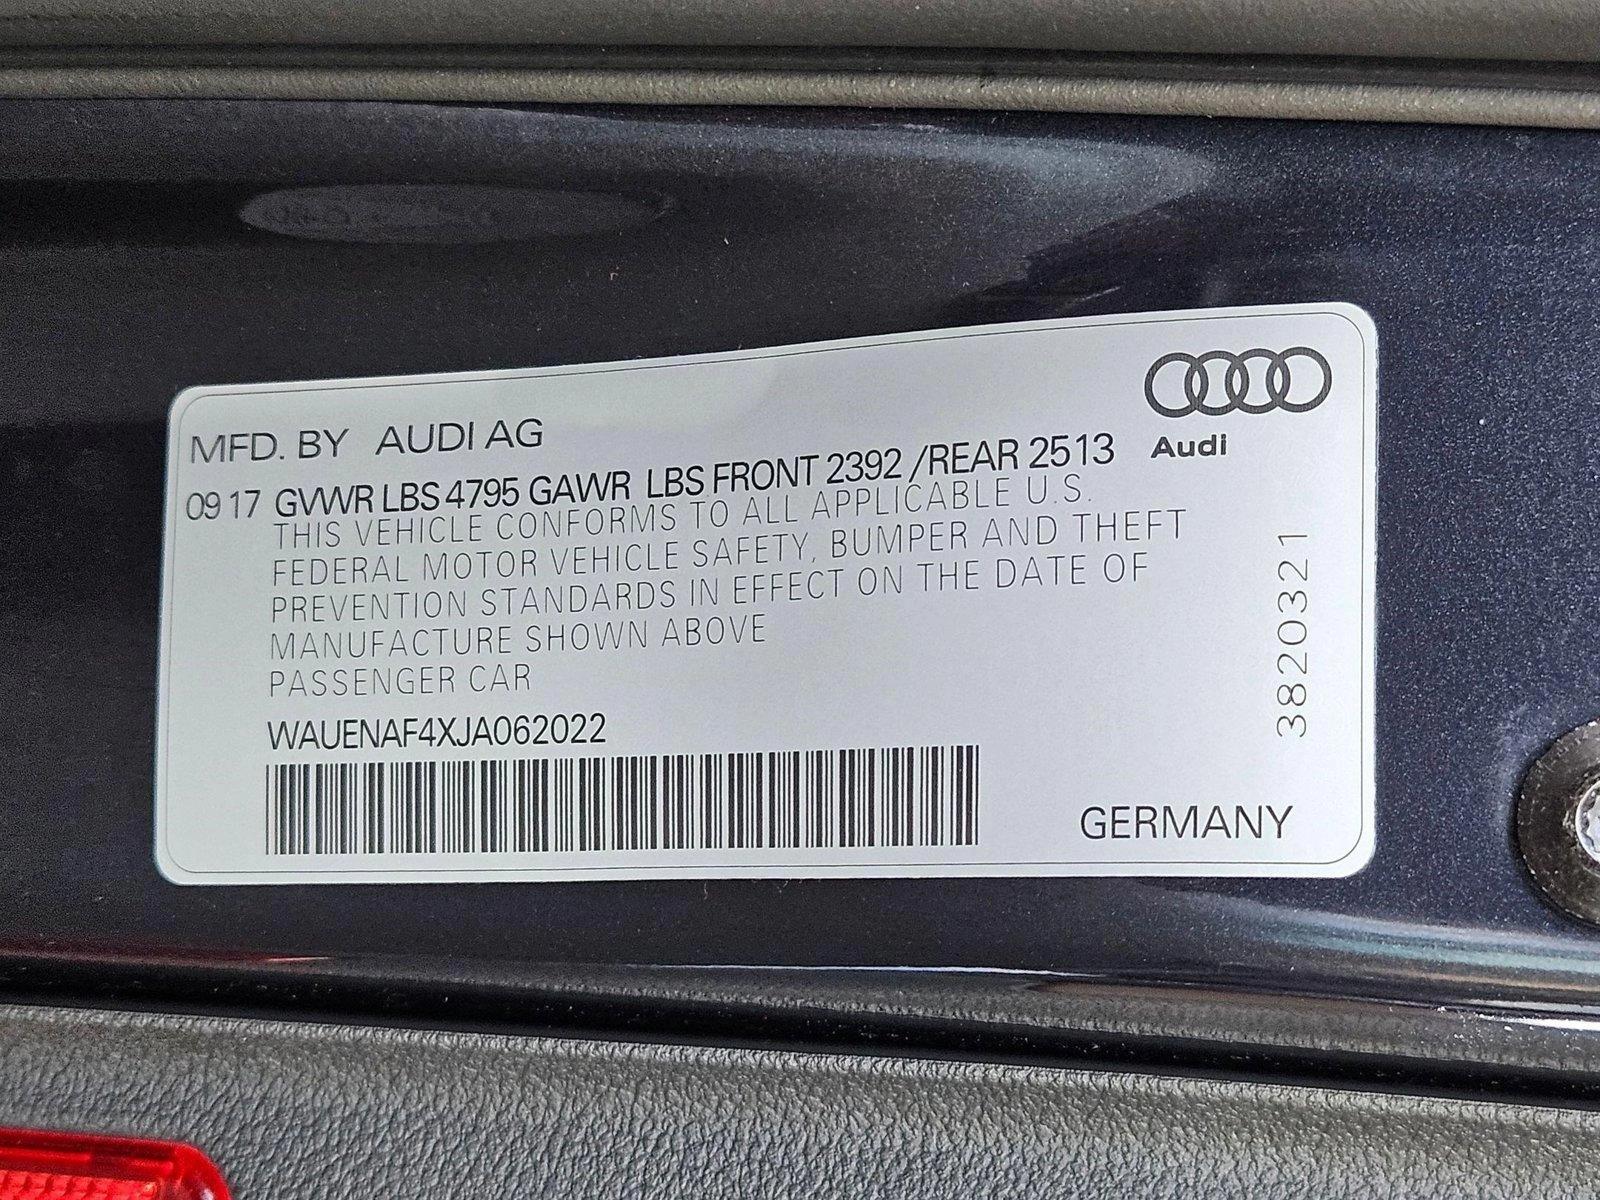 MFD. BY AUDI AG
09 17 GVWR LBS 4795 GAWR LBS FRONT 2392 /REAR 2513
THIS VEHICLE CONFORMS TO ALL APPLICABLE U.S.
FEDERAL MOTOR VEHICLE SAFETY, BUMPER AND THEFT
PREVENTION STANDARDS IN EFFECT ON THE DATE OF
MANUFACTURE SHOWN ABOVE
PASSENGER CAR
WAUENAF4XJA062022
Audi
3820321
GERMANY